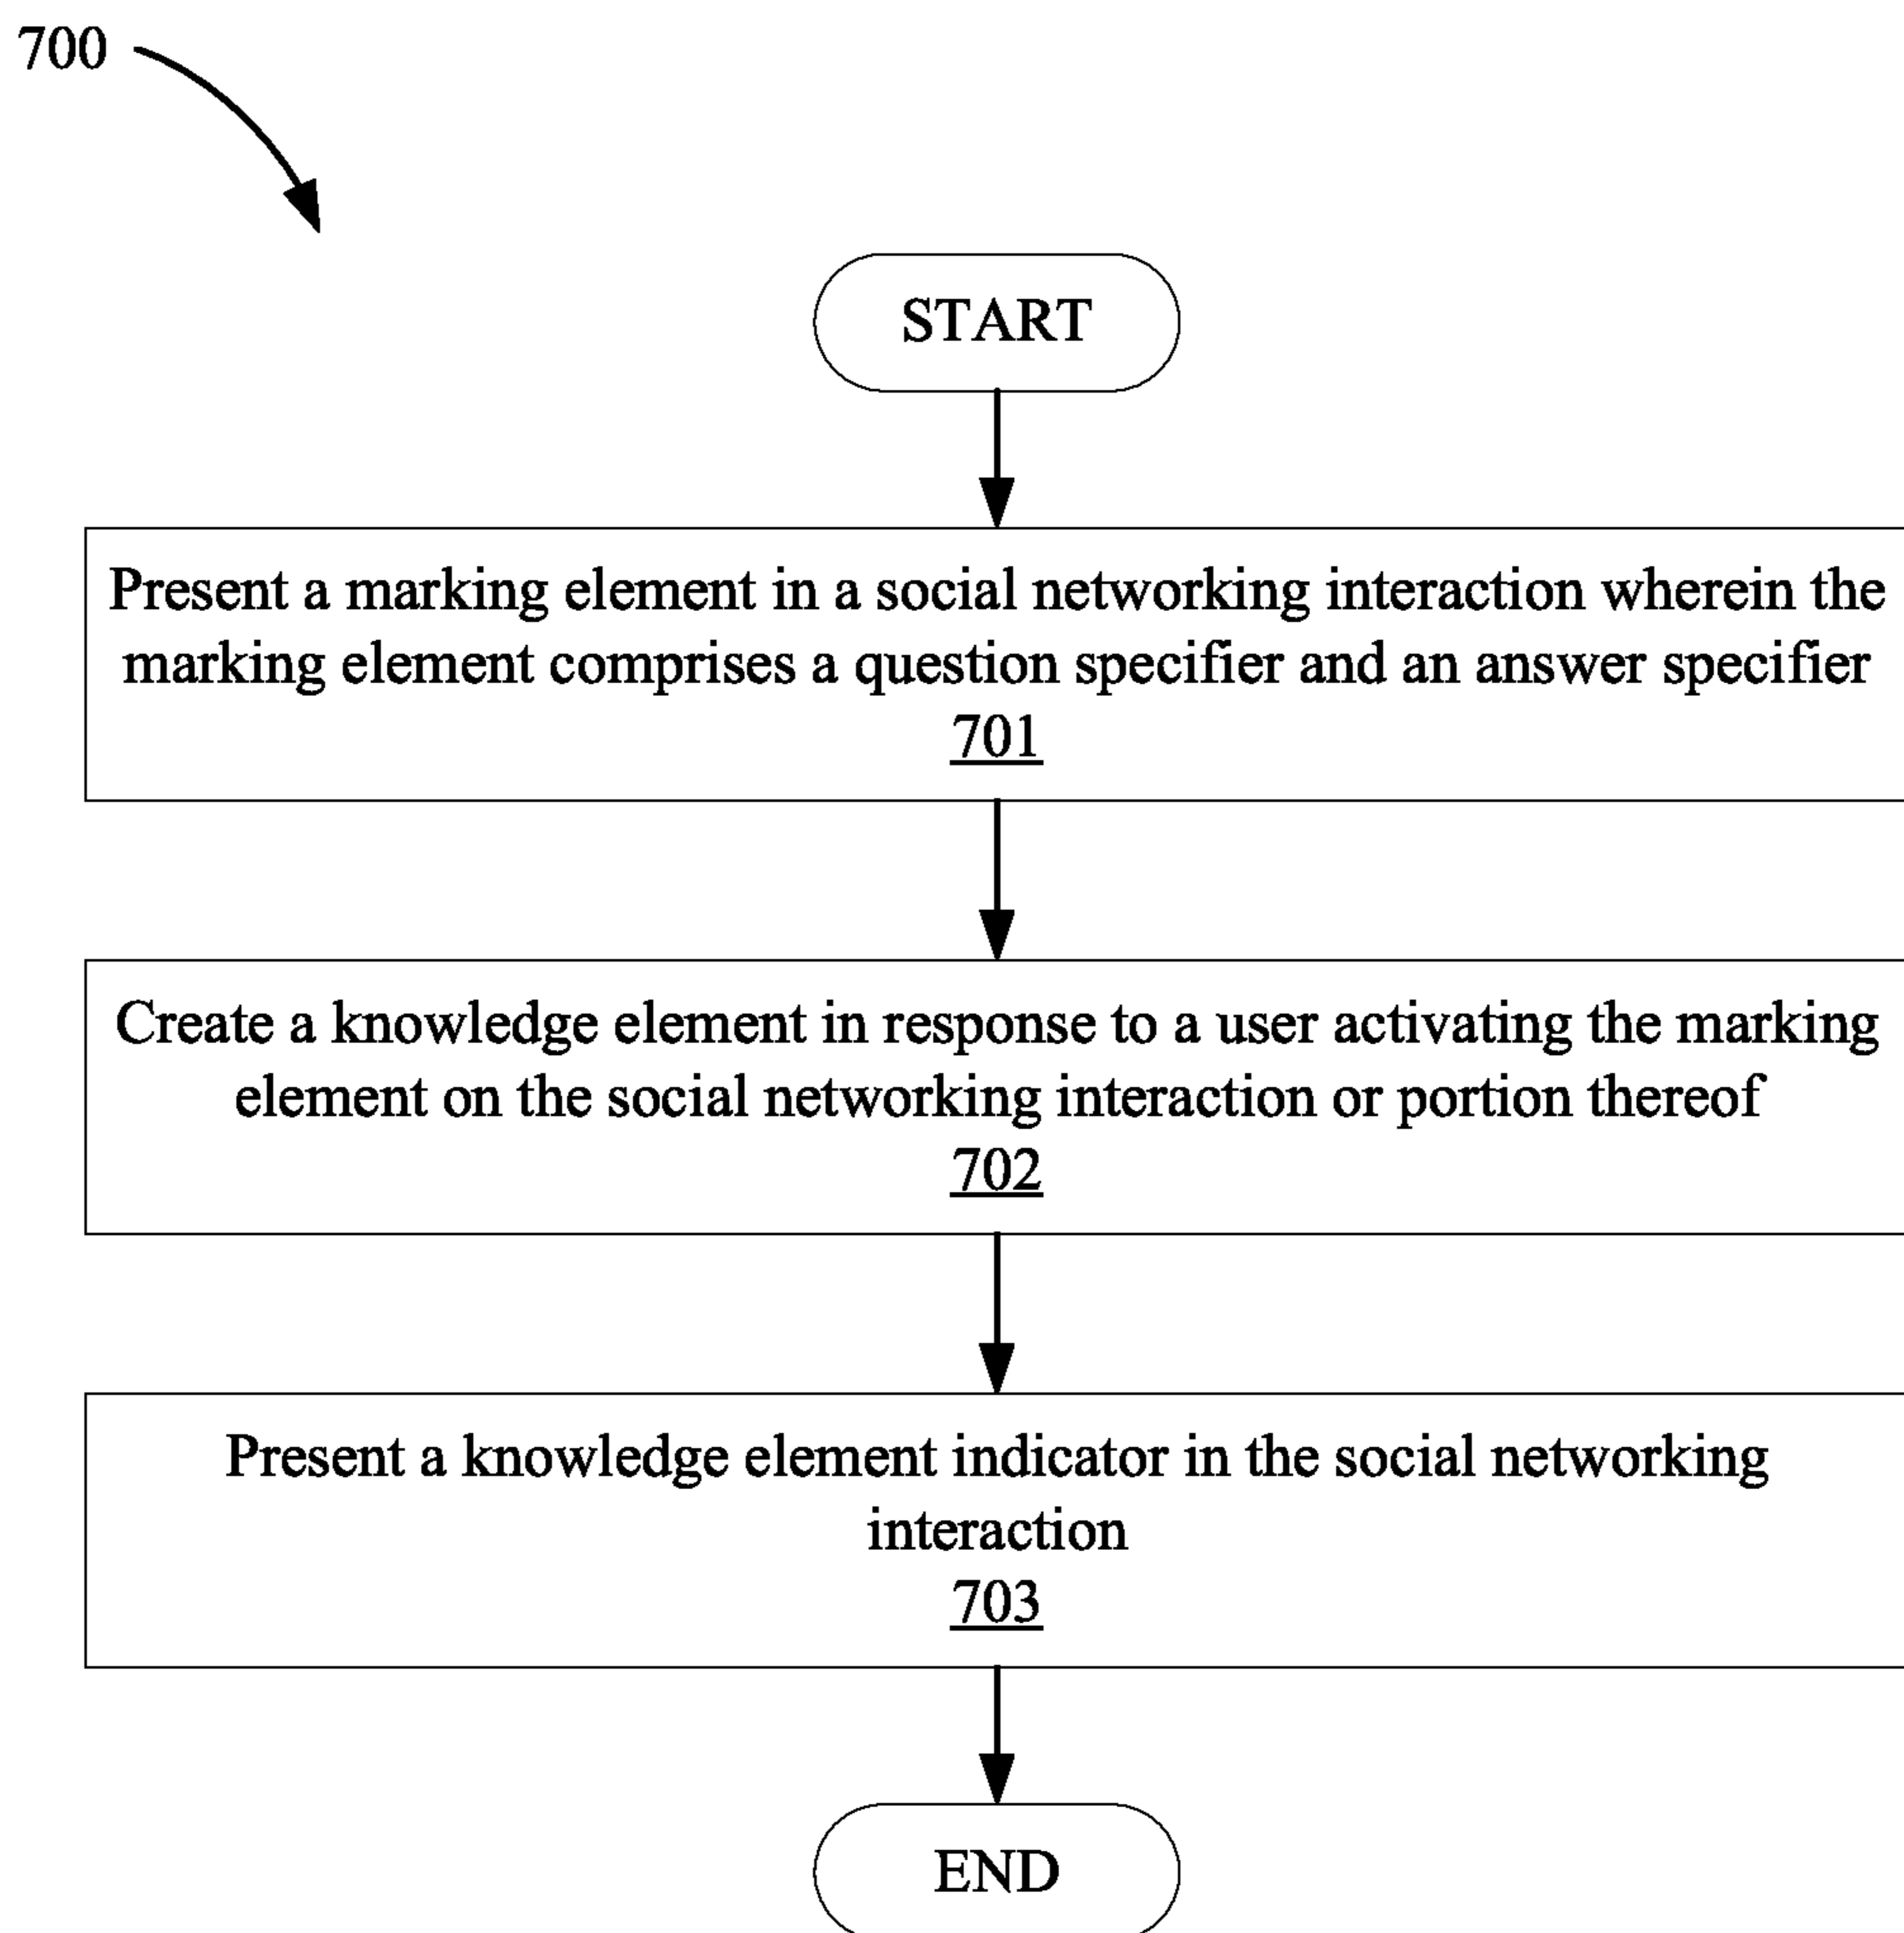 700
START
Present a marking element in a social networking interaction wherein the
marking element comprises a question specifier and an answer specifier
701
Create a knowledge element in response to a user activating the marking
element on the social networking interaction or portion thereof
702
Present a knowledge element indicator in the social networking
interaction
703
END